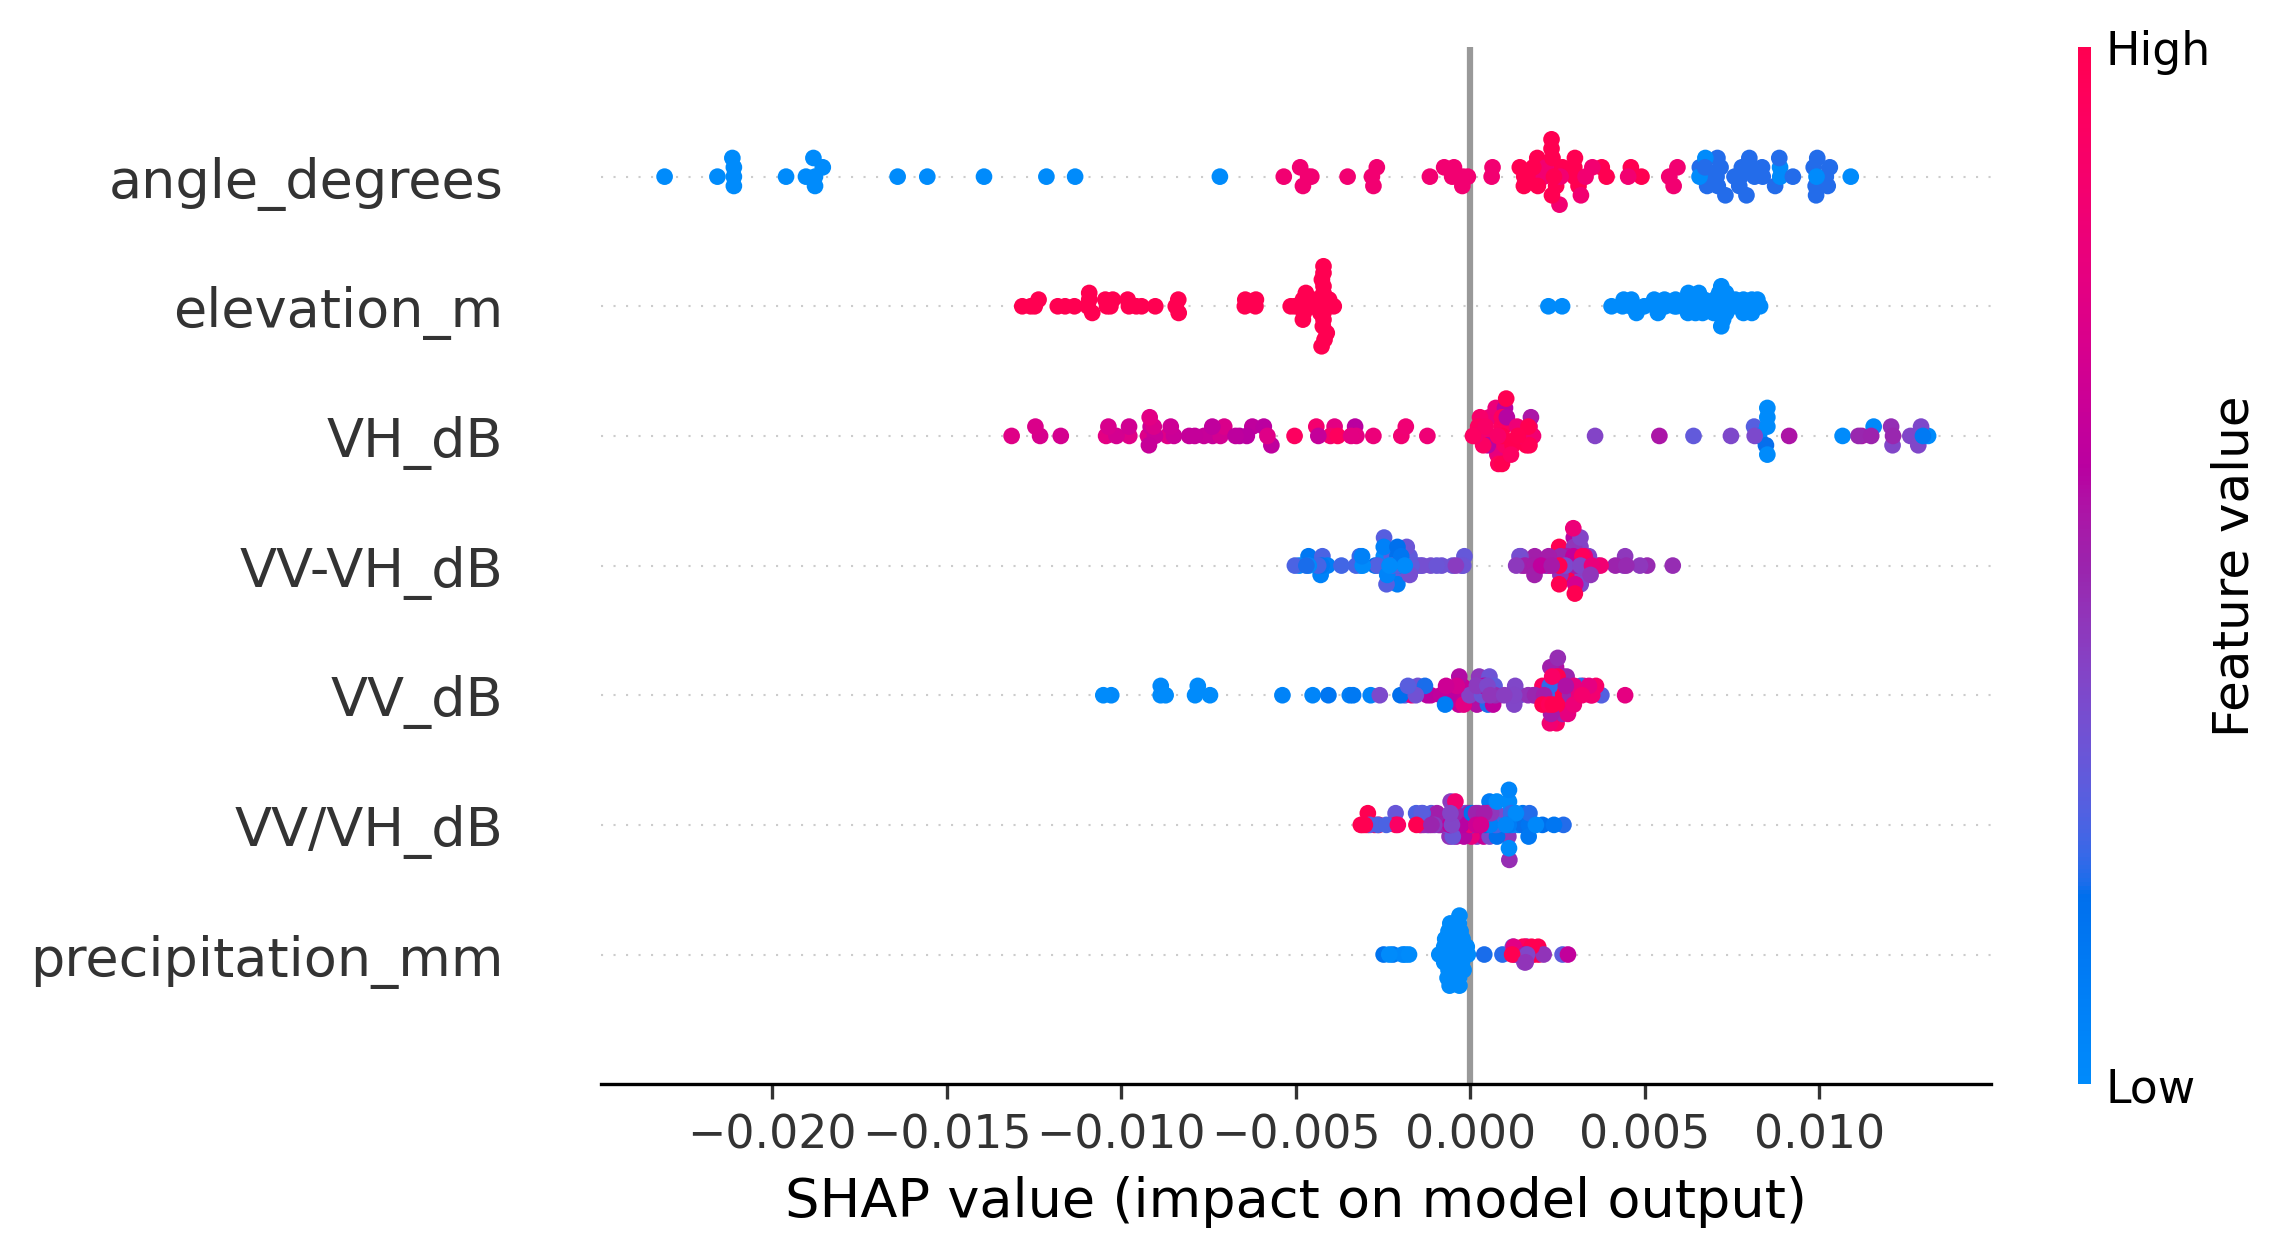 High
angle_degrees
elevation_m
VH_dB
VV-VH_dB
VV_dB
VV/VH_dB
precipitation_mm
Feature value
Low
−0.020 −0.015 −0.010 −0.005 0.000 0.005 0.010
SHAP value (impact on model output)